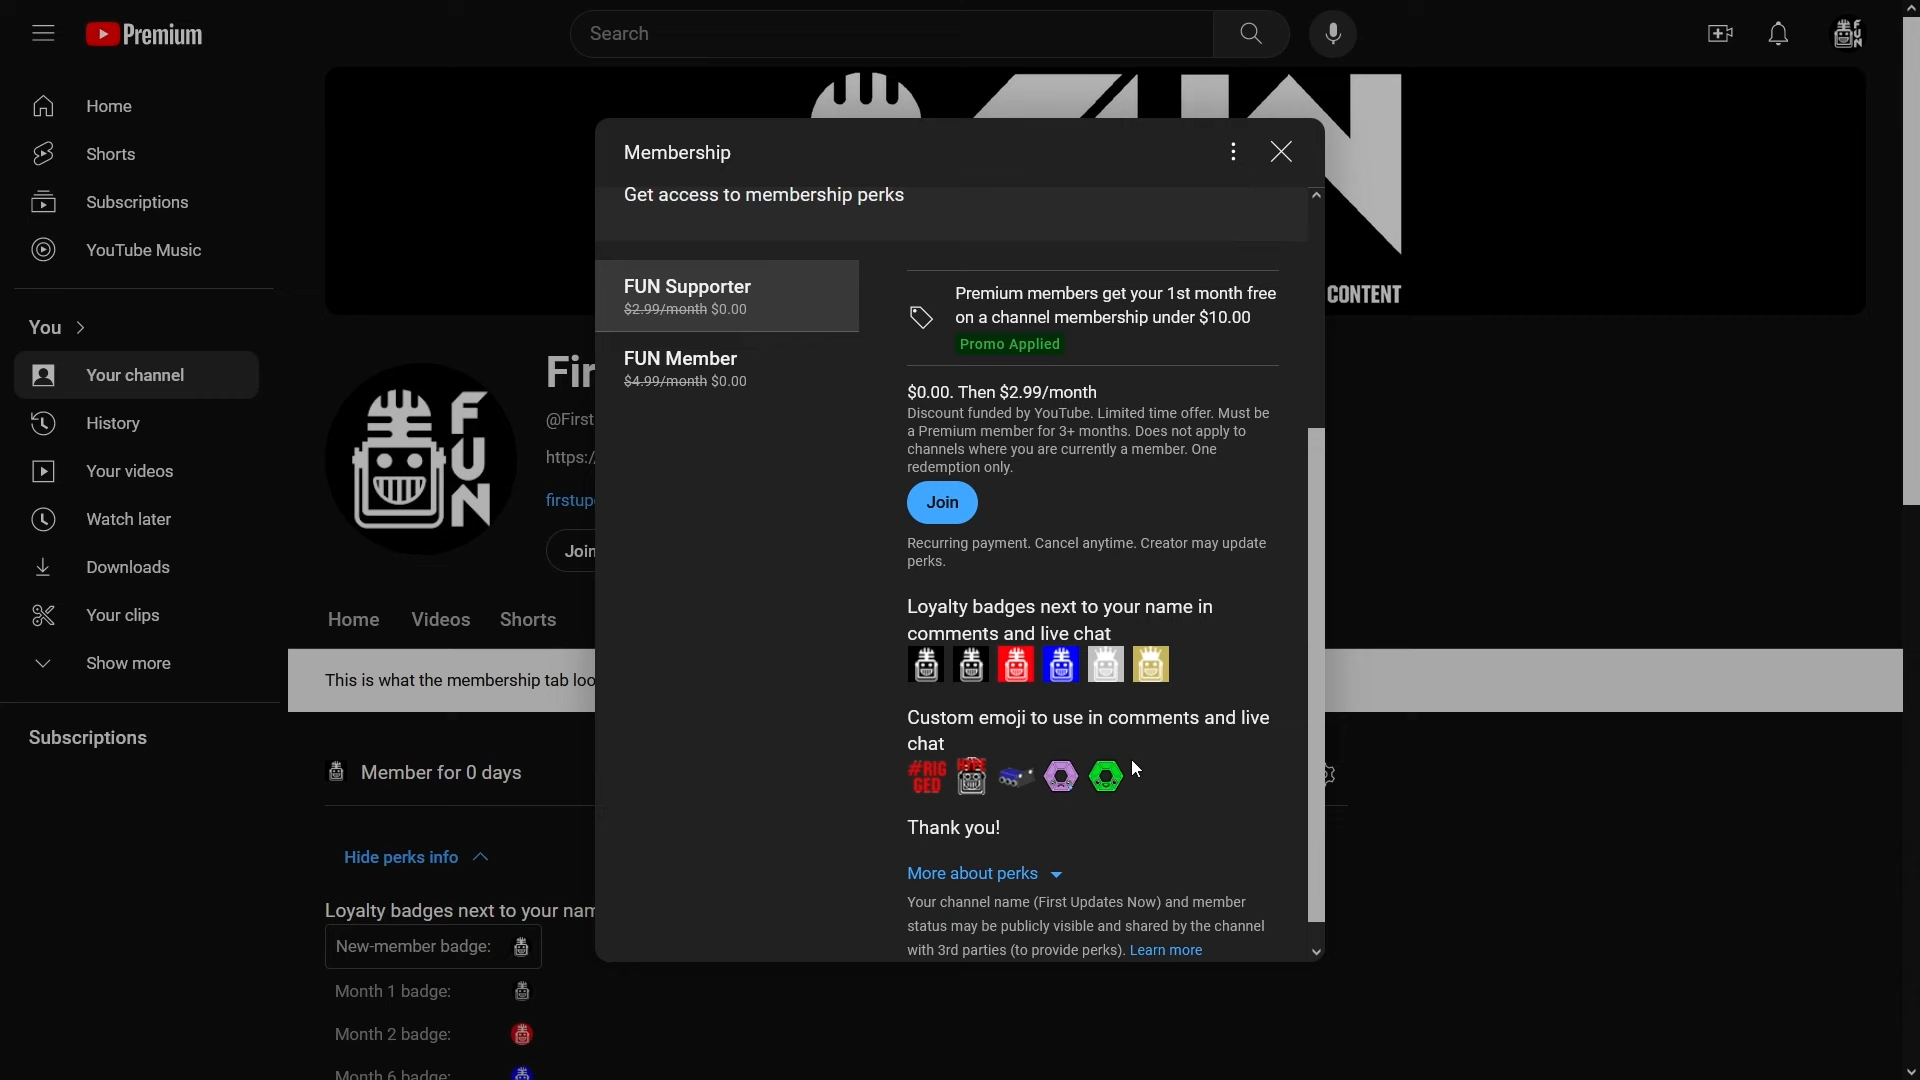 Premium
Search
FUN
Home
Shorts
Subscriptions
YouTube Music
You
Your channel
History
Your videos
Watch later
Downloads
Your clips
Show more
Subscriptions
CONTENT
FUN
Fir
@First
https:/
firstup
Join
Home Videos Shorts
This is what the membership tab loo
Member for 0 days
Hide perks info
Loyalty badges next to your nam
New-member badge:
Month 1 badge:
Month 2 badge:
Month 6 badge:
Membership
Get access to membership perks
FUN Supporter
$2.99/month $0.00
FUN Member
$4.99/month $0.00
Premium members get your 1st month free
on a channel membership under $10.00
Promo Applied
$0.00. Then $2.99/month
Discount funded by YouTube. Limited time offer. Must be
a Premium member for 3+ months. Does not apply to
channels where you are currently a member. One
redemption only.
Join
Recurring payment. Cancel anytime. Creator may update
perks.
Loyalty badges next to your name in
comments and live chat
Custom emoji to use in comments and live
chat
#RIG
GED
HYPE
Thank you!
More about perks
Your channel name (First Updates Now) and member
status may be publicly visible and shared by the channel
with 3rd parties (to provide perks). Learn more